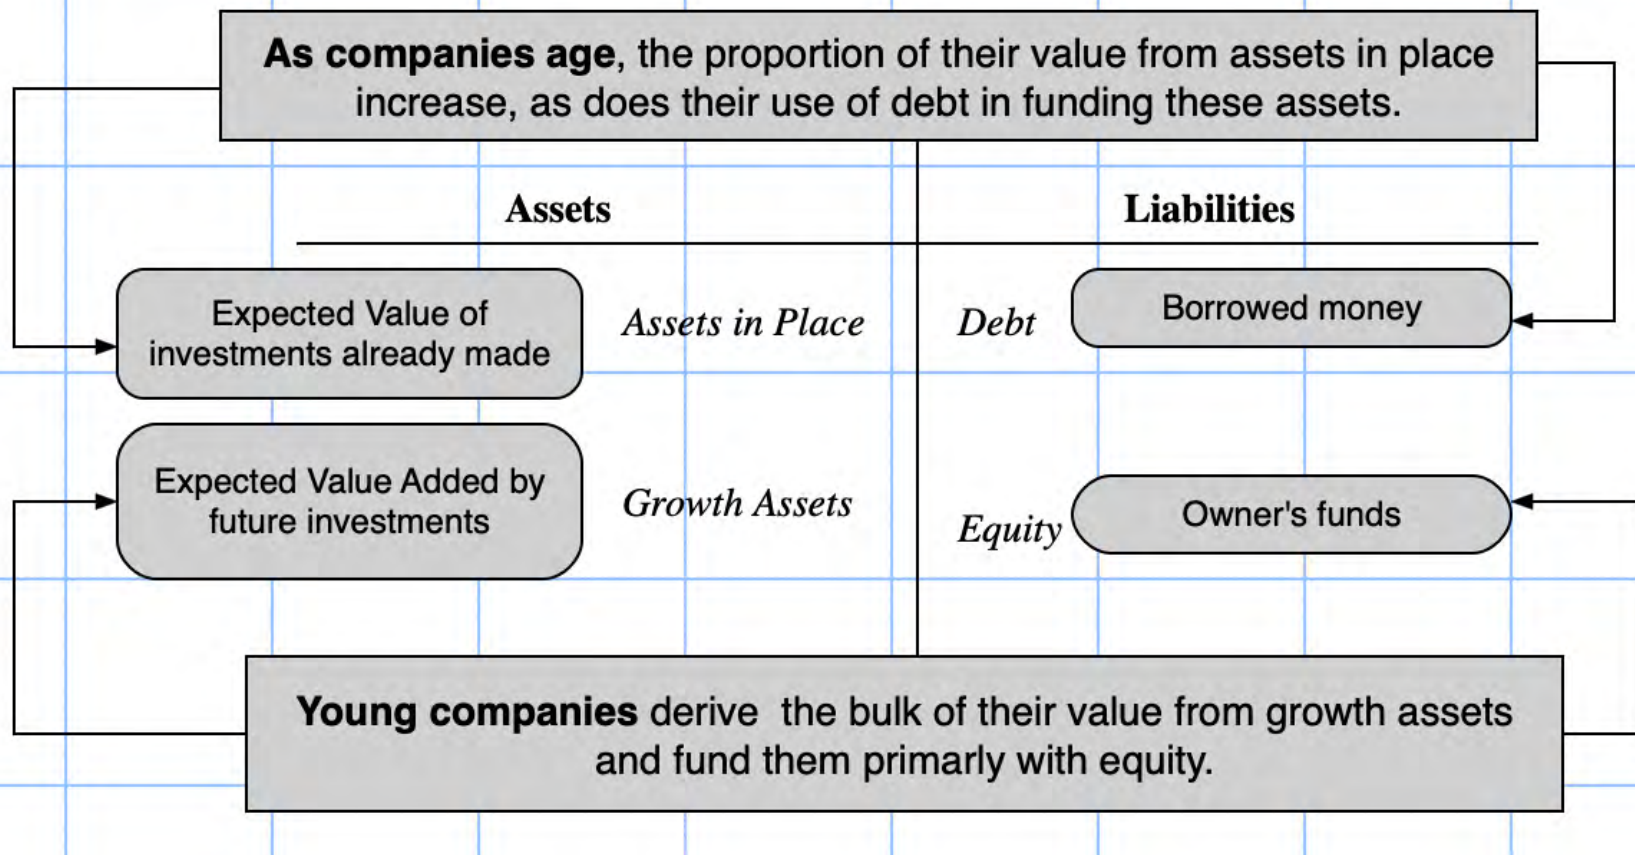 As companies age, the proportion of their value from assets in place
increase, as does their use of debt in funding these assets.
Assets
Liabilities
Expected Value of
investments already made
Assets in Place
Debt
Borrowed money
Expected Value Added by
future investments
Growth Assets
Equity
Owner's funds
Young companies derive the bulk of their value from growth assets
and fund them primarly with equity.